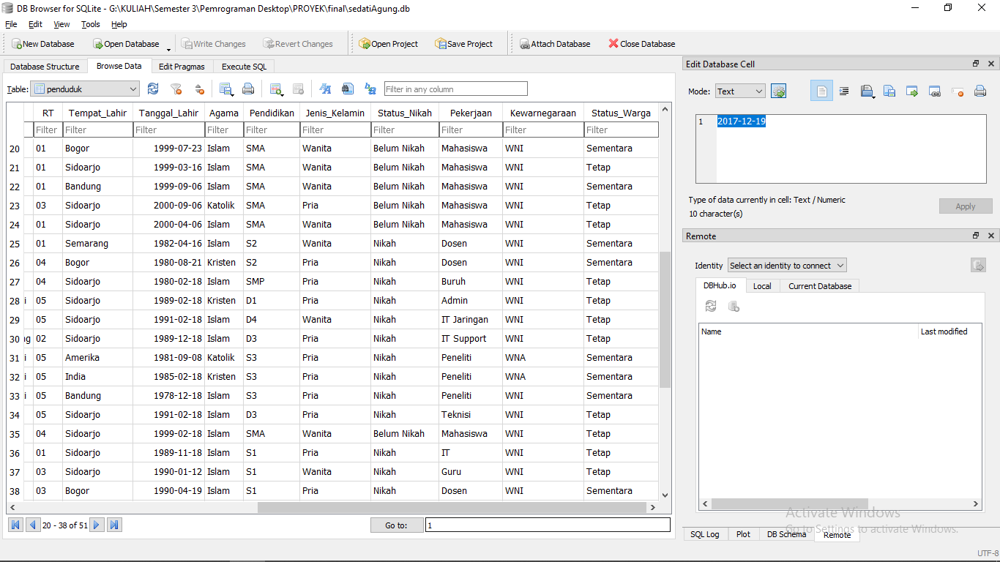 DB Browser for SQLite - G:\KULIAH\Semester 3\Pemrograman Desktop\PROYEK\final\sedatiAgung.db
File Edit View Tools Help
New Database Open Database Write Changes Revert Changes Open Project Save Project Attach Database Close Database
Database Structure Browse Data Edit Pragmas Execute SQL
Table: penduduk Filter in any column
RT Tempat_Lahir Tanggal_Lahir Agama Pendidikan Jenis_Kelamin Status_Nikah Pekerjaan Kewarnegaraan Status_Warga
Filter Filter Filter Filter Filter Filter Filter Filter Filter Filter
20 01 Bogor 1999-07-23 Islam SMA Wanita Belum Nikah Mahasiswa WNI Sementara
21 01 Sidoarjo 1999-03-16 Islam SMA Wanita Belum Nikah Mahasiswa WNI Tetap
22 01 Bandung 1999-09-06 Islam SMA Wanita Belum Nikah Mahasiswa WNI Sementara
23 03 Sidoarjo 2000-09-06 Katolik SMA Pria Belum Nikah Mahasiswa WNI Tetap
24 01 Sidoarjo 2000-04-06 Islam SMA Wanita Belum Nikah Mahasiswa WNI Tetap
25 01 Semarang 1982-04-16 Islam S2 Wanita Nikah Dosen WNI Sementara
26 04 Bogor 1980-08-21 Kristen S2 Pria Nikah Dosen WNI Sementara
27 04 Sidoarjo 1980-02-18 Islam SMP Pria Nikah Buruh WNI Tetap
28 i 05 Sidoarjo 1989-02-18 Kristen D1 Pria Nikah Admin WNI Tetap
29 05 Sidoarjo 1991-02-18 Islam D4 Wanita Nikah IT Jaringan WNI Tetap
30 ng 02 Sidoarjo 1989-12-18 Islam D3 Pria Nikah IT Support WNI Tetap
31 i 05 Amerika 1981-09-08 Katolik S3 Pria Nikah Peneliti WNA Sementara
32 i 05 India 1985-02-18 Kristen S3 Pria Nikah Peneliti WNA Sementara
33 i 05 Bandung 1978-12-18 Islam S3 Pria Nikah Peneliti WNI Sementara
34 05 Sidoarjo 1991-02-18 Islam D3 Pria Nikah Teknisi WNI Tetap
35 04 Sidoarjo 1999-02-18 Islam SMA Wanita Belum Nikah Mahasiswa WNI Tetap
36 01 Sidoarjo 1989-11-18 Islam S1 Pria Nikah IT WNI Tetap
37 03 Sidoarjo 1990-01-12 Islam S1 Wanita Nikah Guru WNI Tetap
38 03 Bogor 1990-04-19 Islam S1 Pria Nikah Dosen WNI Sementara
20 - 38 of 51 Go to: 1
Edit Database Cell
Mode: Text
1 2017-12-19
Type of data currently in cell: Text / Numeric
10 character(s)
Apply
Remote
Identity Select an identity to connect
DBHub.io Local Current Database
Name Last modified
Activate Windows
Go to Settings to activate Windows.
SQL Log Plot DB Schema Remote
UTF-8